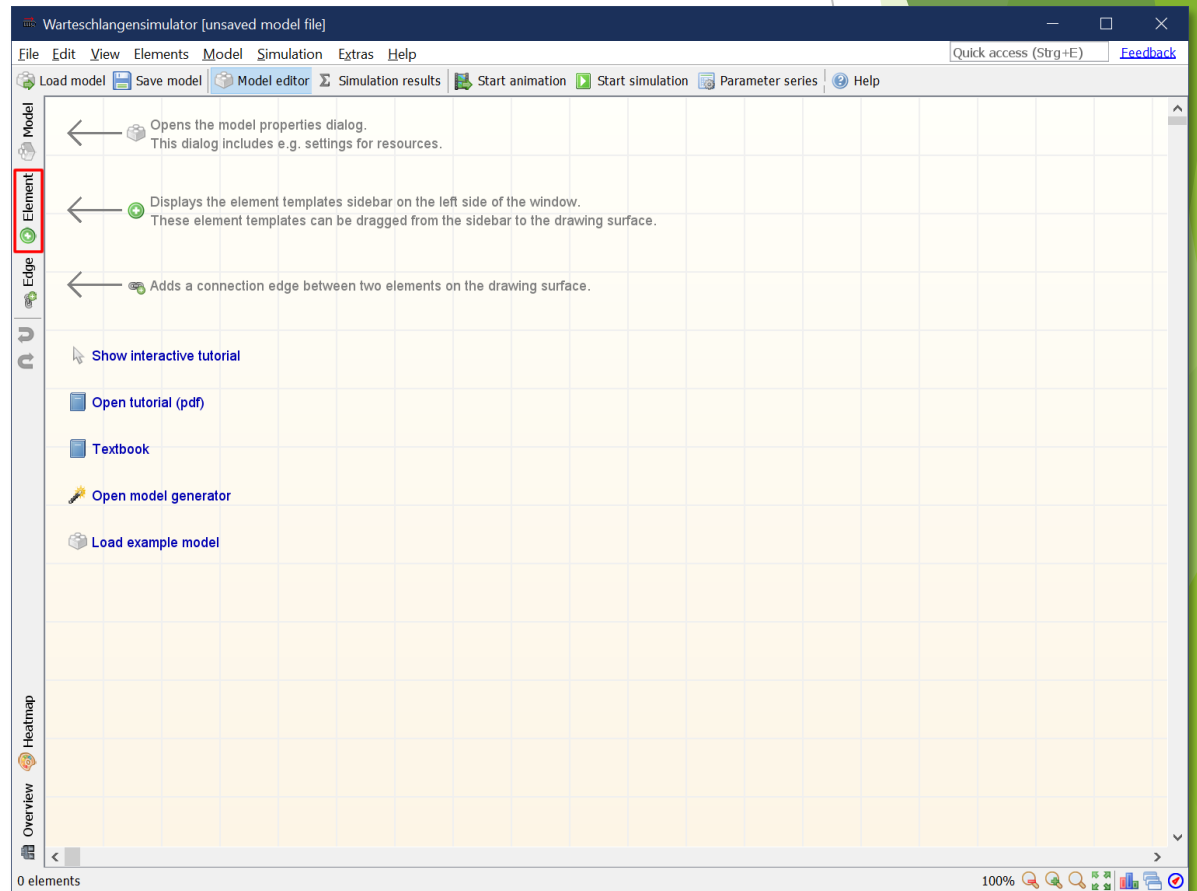 Warteschlangensimulator [unsaved model file]
File Edit View Elements Model Simulation Extras Help
Quick access (Strg+E) Feedback
Load model Save model Model editor Σ Simulation results Start animation Start simulation Parameter series Help
Model
Element
Edge
Opens the model properties dialog.
This dialog includes e.g. settings for resources.
Displays the element templates sidebar on the left side of the window.
These element templates can be dragged from the sidebar to the drawing surface.
Adds a connection edge between two elements on the drawing surface.
Show interactive tutorial
Open tutorial (pdf)
Textbook
Open model generator
Load example model
Heatmap
Overview
0 elements
100%